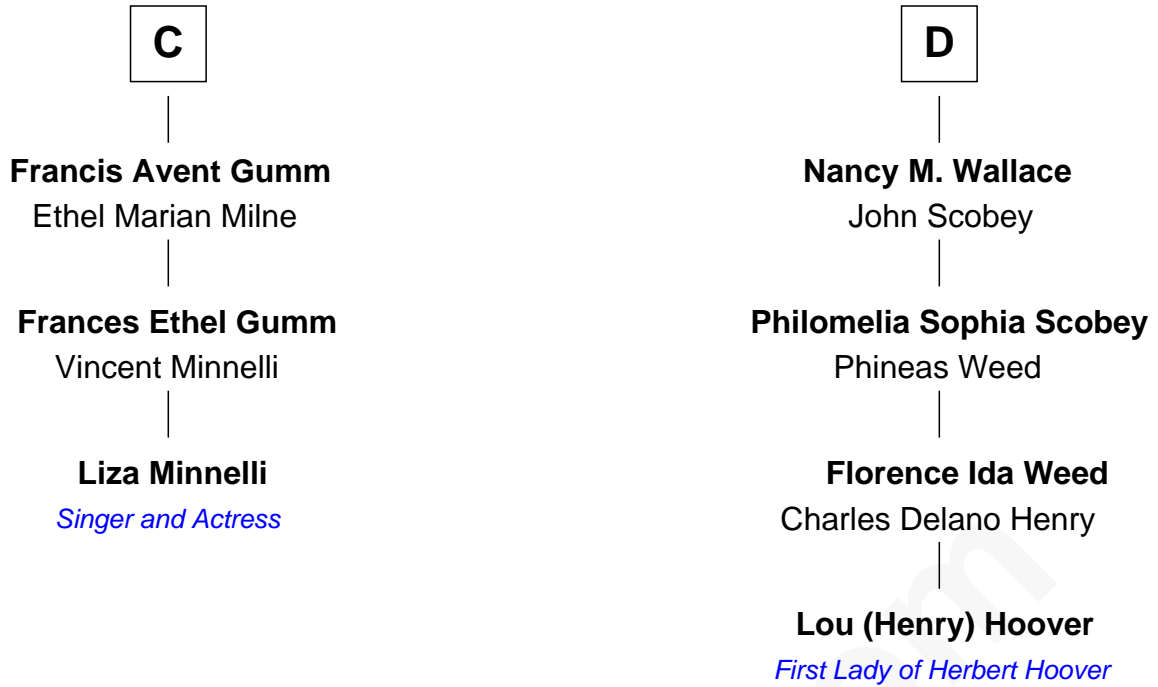 C
Francis Avent Gumm
Ethel Marian Milne
Frances Ethel Gumm
Vincent Minnelli
Liza Minnelli
Singer and Actress
D
Nancy M. Wallace
John Scobey
Philomelia Sophia Scobey
Phineas Weed
Florence Ida Weed
Charles Delano Henry
Lou (Henry) Hoover
First Lady of Herbert Hoover